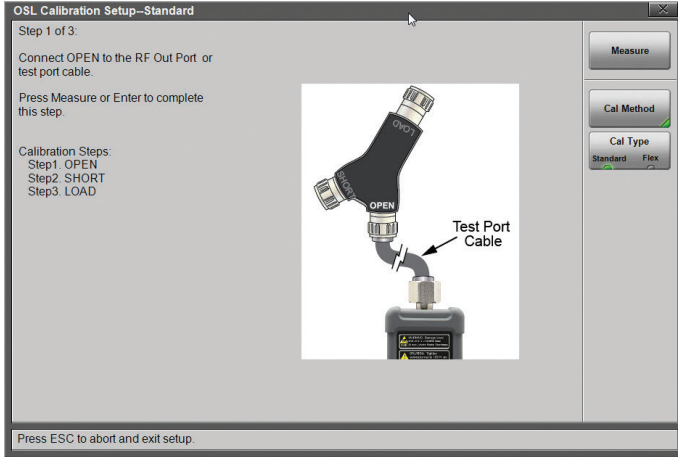 OSL Calibration Setup--Standard
Step 1 of 3:
Connect OPEN to the RF Out Port or
test port cable.
Press Measure or Enter to complete
this step.
Calibration Steps:
Step1. OPEN
Step2. SHORT
Step3. LOAD
LOAD
SHORT
OPEN
Test Port
Cable
Measure
Cal Method
Cal Type
Standard Flex
Press ESC to abort and exit setup.